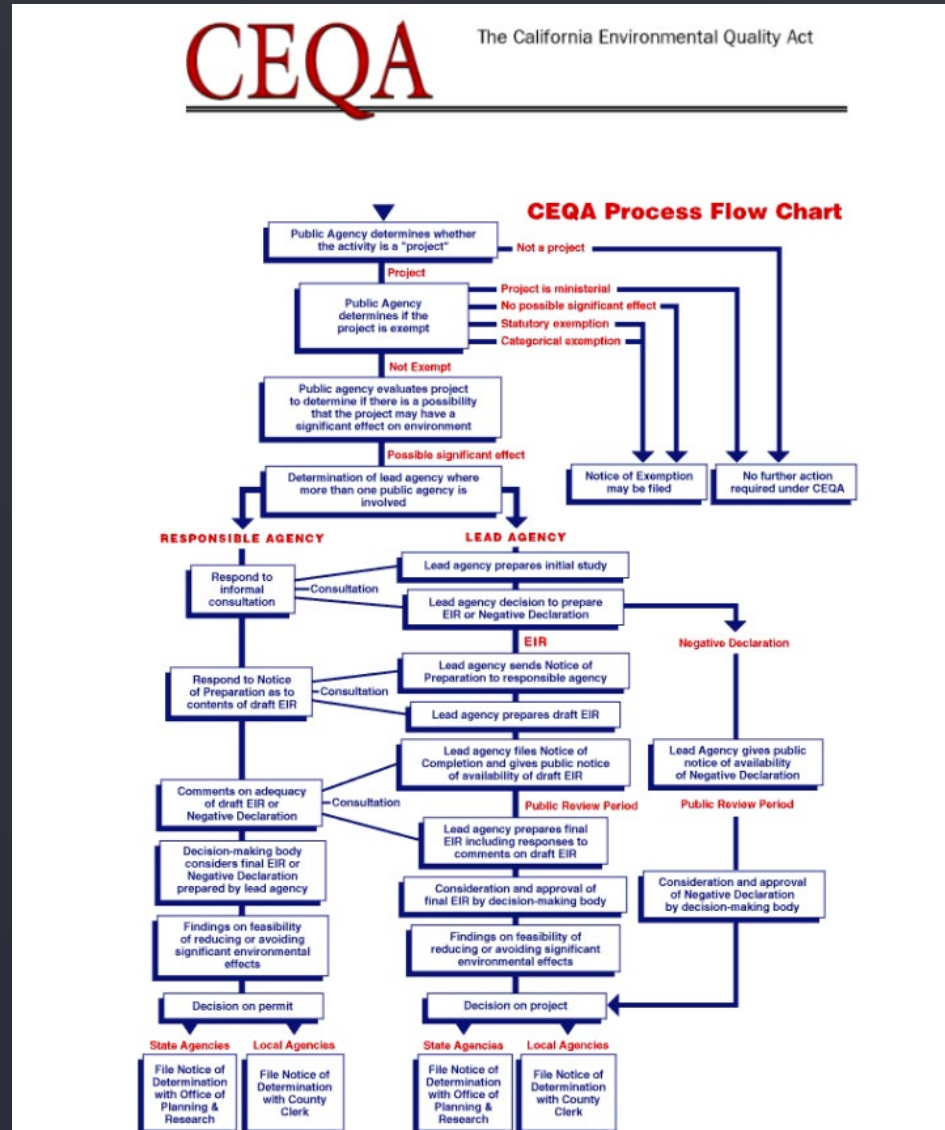 CEQA
The California Environmental Quality Act
CEQA Process Flow Chart
Public Agency determines whether
the activity is a "project"
Not a project
Project
Public Agency
determines if the
project is exempt
Project is ministerial
No possible significant effect
Statutory exemption
Categorical exemption
Not Exempt
Public agency evaluates project
to determine if there is a possibility
that the project may have a
significant effect on environment
Possible significant effect
Determination of lead agency where
more than one public agency is
involved
Notice of Exemption
may be filed
No further action
required under CEQA
RESPONSIBLE AGENCY
LEAD AGENCY
Respond to
informal
consultation
Consultation
Lead agency prepares initial study
Lead agency decision to prepare
EIR or Negative Declaration
EIR
Negative Declaration
Respond to Notice
of Preparation as to
contents of draft EIR
Consultation
Lead agency sends Notice of
Preparation to responsible agency
Lead agency prepares draft EIR
Lead agency files Notice of
Completion and gives public notice
of availability of draft EIR
Lead Agency gives public
notice of availability
of Negative Declaration
Comments on adequacy
of draft EIR or
Negative Declaration
Consultation
Public Review Period
Public Review Period
Lead agency prepares final
EIR including responses to
comments on draft EIR
Decision-making body
considers final EIR or
Negative Declaration
prepared by lead agency
Consideration and approval of
final EIR by decision-making body
Consideration and approval
of Negative Declaration
by decision-making body
Findings on feasibility
of reducing or avoiding
significant environmental
effects
Findings on feasibility of
reducing or avoiding significant
environmental effects
Decision on permit
Decision on project
State Agencies
Local Agencies
State Agencies
Local Agencies
File Notice of
Determination
with Office of
Planning &
Research
File Notice of
Determination
with County
Clerk
File Notice of
Determination
with Office of
Planning &
Research
File Notice of
Determination
with County
Clerk